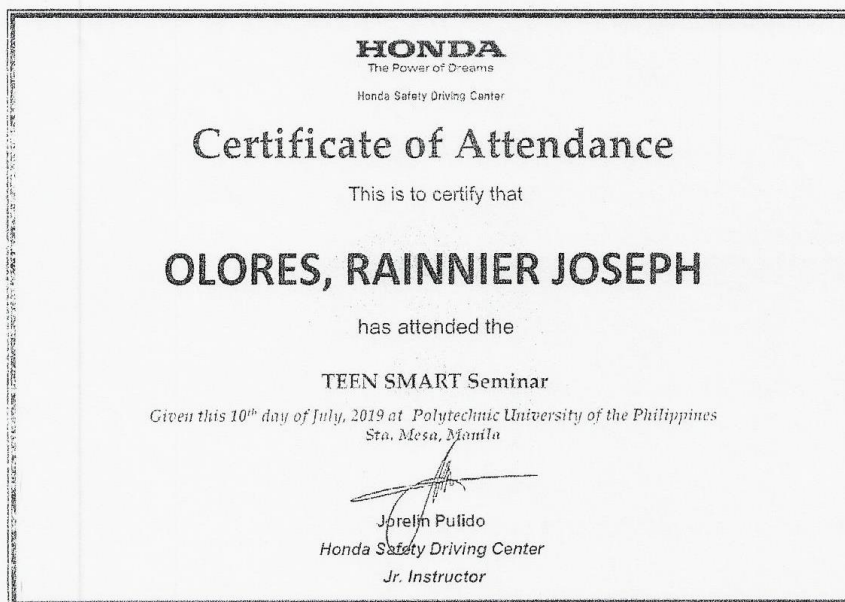 HONDA
The Power of Dreams
Honda Safety Driving Center
Certificate of Attendance
This is to certify that
OLORES, RAINNIER JOSEPH
has attended the
TEEN SMART Seminar
Given this 10th day of July, 2019 at Polytechnic University of the Philippines
Sta. Mesa, Manila
Jorelin Pulido
Honda Safety Driving Center
Jr. Instructor